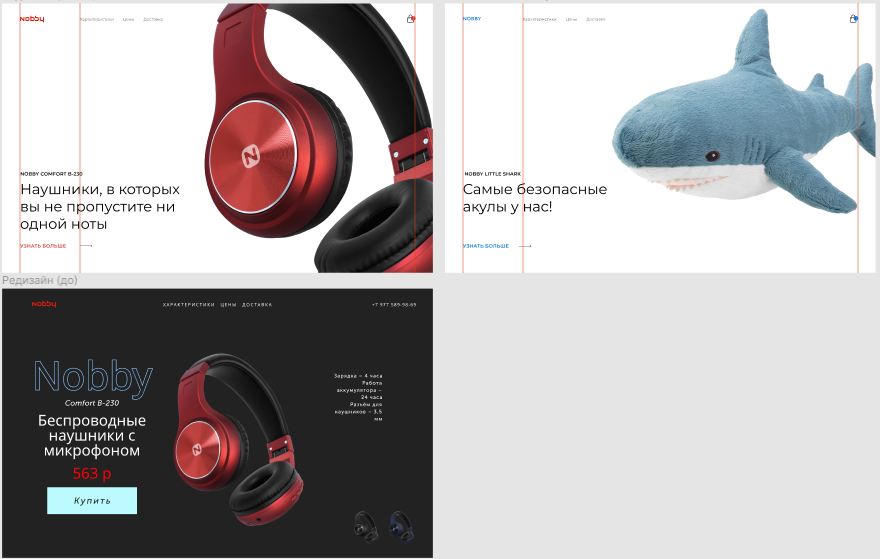 Nobby
Характеристики Цены Доставка
NOBBY COMFORT B-230
Наушники, в которых
вы не пропустите ни
одной ноты
УЗНАТЬ БОЛЬШЕ
NOBBY
Характеристики Цены Доставка
NOBBY LITTLE SHARK
Самые безопасные
акулы у нас!
УЗНАТЬ БОЛЬШЕ
Редизайн (до)
Nobby
ХАРАКТЕРИСТИКИ ЦЕНЫ ДОСТАВКА
+7 977 589-98-65
Nobby
Comfort B-230
Беспроводные
наушники с
микрофоном
563 р
Купить
Зарядка – 4 часа
Работа
аккумулятора –
24 часа
Разъём для
наушников – 3,5
мм